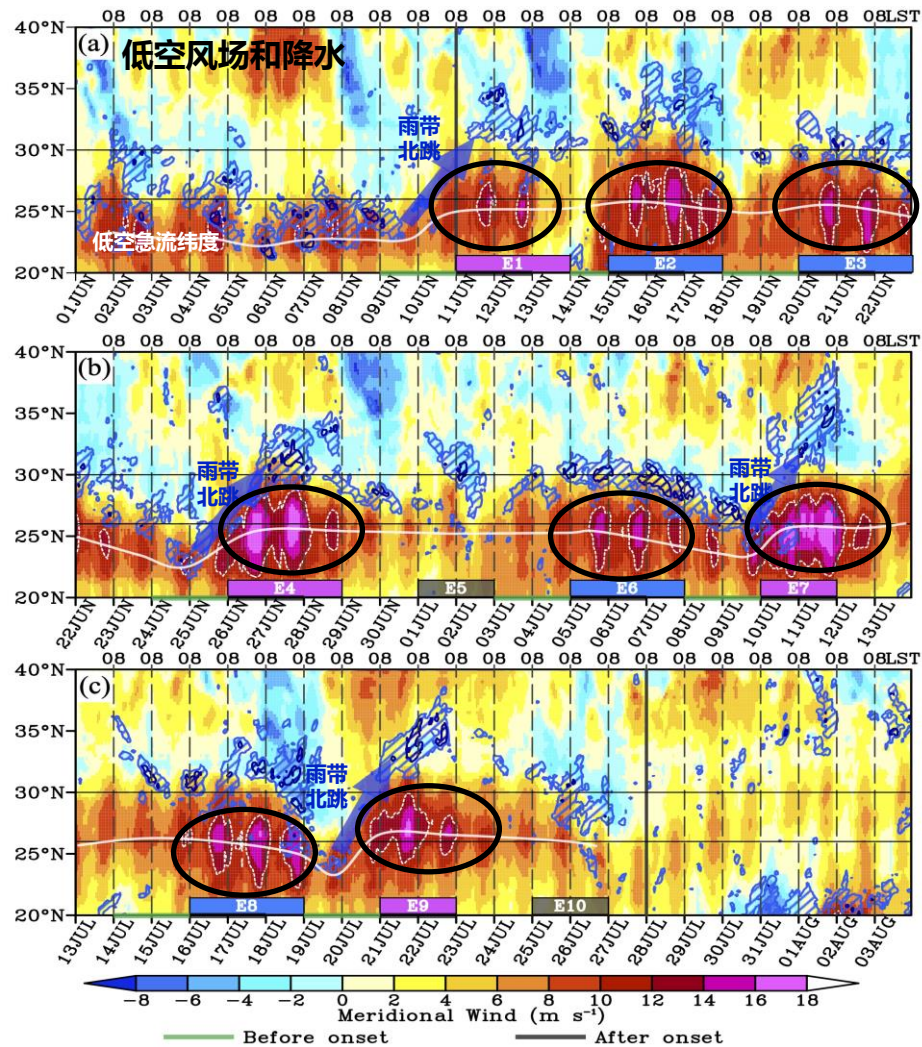 08 08 08 08 08 08 08 08 08 08 08 08 08 08 08 08 08 08 08 08 08LST
40°N
(a) 低空风场和降水
35°N
雨带
北跳
30°N
25°N
低空急流纬度
20°N
E1 E2 E3
01JUN 02JUN 03JUN 04JUN 05JUN 06JUN 07JUN 08JUN 09JUN 10JUN 11JUN 12JUN 13JUN 14JUN 15JUN 16JUN 17JUN 18JUN 19JUN 20JUN 21JUN 22JUN
08 08 08 08 08 08 08 08 08 08 08 08 08 08 08 08 08 08 08 08 08LST
40°N
(b)
35°N
雨带 雨带
北跳 北跳
30°N
25°N
20°N
E4 E5 E6 E7
22JUN 23JUN 24JUN 25JUN 26JUN 27JUN 28JUN 29JUN 30JUN 01JUL 02JUL 03JUL 04JUL 05JUL 06JUL 07JUL 08JUL 09JUL 10JUL 11JUL 12JUL 13JUL
08 08 08 08 08 08 08 08 08 08 08 08 08 08 08 08 08 08 08 08 08LST
40°N
(c)
35°N
雨带
北跳
30°N
25°N
20°N
E8 E9 E10
13JUL 14JUL 15JUL 16JUL 17JUL 18JUL 19JUL 20JUL 21JUL 22JUL 23JUL 24JUL 25JUL 26JUL 27JUL 28JUL 29JUL 30JUL 31JUL 01AUG 02AUG 03AUG
-8 -6 -4 -2 0 2 4 6 8 10 12 14 16 18
Meridional Wind (m s⁻¹)
Before onset After onset